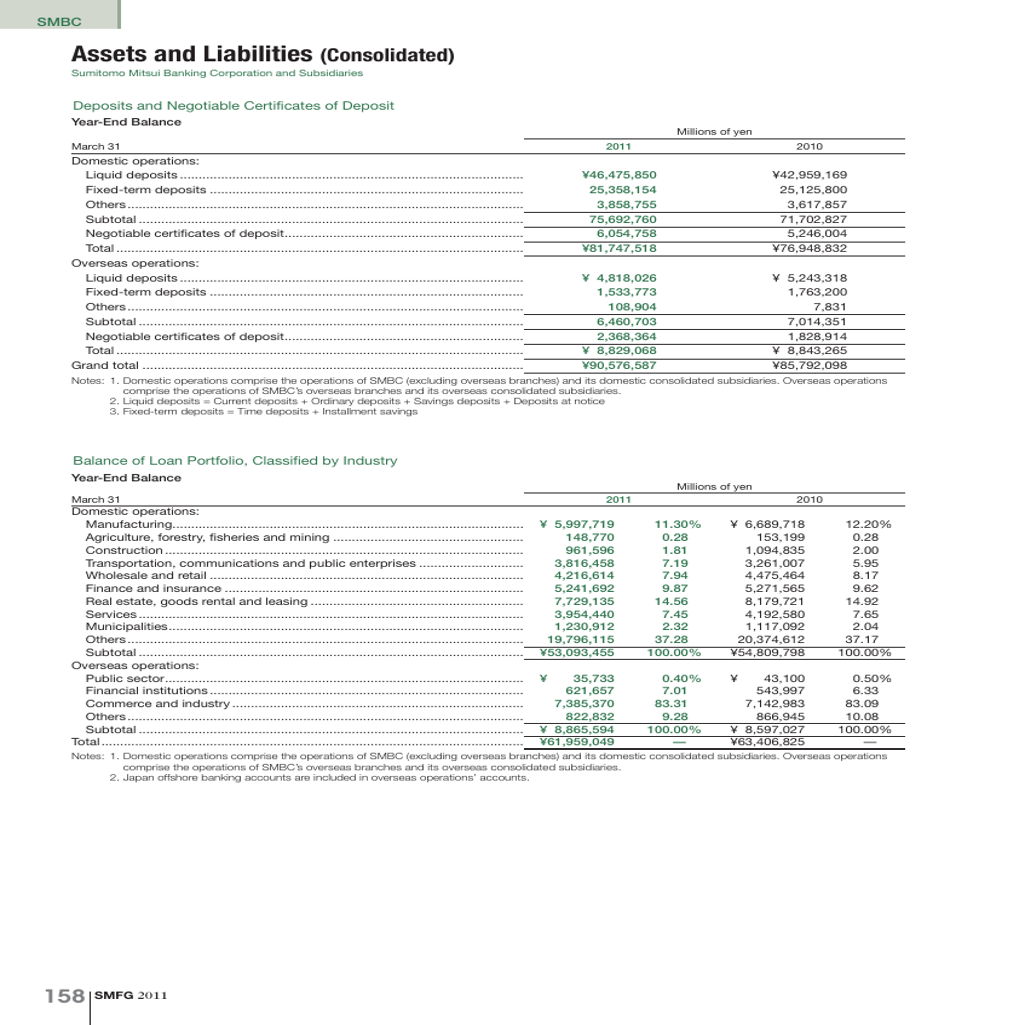 SMBC
Assets and Liabilities (Consolidated)
Sumitomo Mitsui Banking Corporation and Subsidiaries
Deposits and Negotiable Certificates of Deposit
Year-End Balance
Millions of yen
March 31 2011 2010
Domestic operations:
Liquid deposits ¥46,475,850 ¥42,959,169
Fixed-term deposits 25,358,154 25,125,800
Others 3,858,755 3,617,857
Subtotal 75,692,760 71,702,827
Negotiable certificates of deposit 6,054,758 5,246,004
Total ¥81,747,518 ¥76,948,832
Overseas operations:
Liquid deposits ¥ 4,818,026 ¥ 5,243,318
Fixed-term deposits 1,533,773 1,763,200
Others 108,904 7,831
Subtotal 6,460,703 7,014,351
Negotiable certificates of deposit 2,368,364 1,828,914
Total ¥ 8,829,068 ¥ 8,843,265
Grand total ¥90,576,587 ¥85,792,098
Notes: 1. Domestic operations comprise the operations of SMBC (excluding overseas branches) and its domestic consolidated subsidiaries. Overseas operations
comprise the operations of SMBC's overseas branches and its overseas consolidated subsidiaries.
2. Liquid deposits = Current deposits + Ordinary deposits + Savings deposits + Deposits at notice
3. Fixed-term deposits = Time deposits + Installment savings
Balance of Loan Portfolio, Classified by Industry
Year-End Balance
Millions of yen
March 31 2011 2010
Domestic operations:
Manufacturing ¥ 5,997,719 11.30% ¥ 6,689,718 12.20%
Agriculture, forestry, fisheries and mining 148,770 0.28 153,199 0.28
Construction 961,596 1.81 1,094,835 2.00
Transportation, communications and public enterprises 3,816,458 7.19 3,261,007 5.95
Wholesale and retail 4,216,614 7.94 4,475,464 8.17
Finance and insurance 5,241,692 9.87 5,271,565 9.62
Real estate, goods rental and leasing 7,729,135 14.56 8,179,721 14.92
Services 3,954,440 7.45 4,192,580 7.65
Municipalities 1,230,912 2.32 1,117,092 2.04
Others 19,796,115 37.28 20,374,612 37.17
Subtotal ¥53,093,455 100.00% ¥54,809,798 100.00%
Overseas operations:
Public sector ¥ 35,733 0.40% ¥ 43,100 0.50%
Financial institutions 621,657 7.01 543,997 6.33
Commerce and industry 7,385,370 83.31 7,142,983 83.09
Others 822,832 9.28 866,945 10.08
Subtotal ¥ 8,865,594 100.00% ¥ 8,597,027 100.00%
Total ¥61,959,049 — ¥63,406,825 —
Notes: 1. Domestic operations comprise the operations of SMBC (excluding overseas branches) and its domestic consolidated subsidiaries. Overseas operations
comprise the operations of SMBC's overseas branches and its overseas consolidated subsidiaries.
2. Japan offshore banking accounts are included in overseas operations' accounts.
158 SMFG 2011